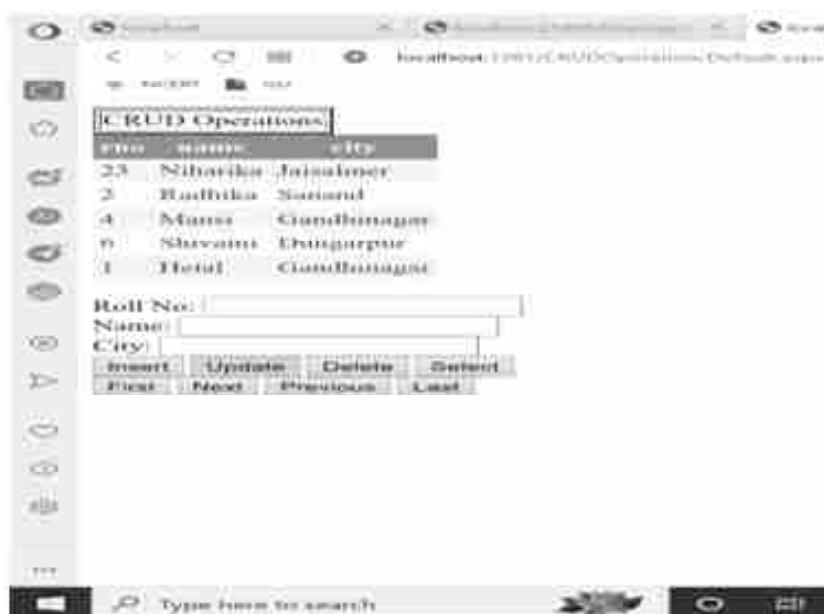 localhost
CRUD Operations
rno name city
23 Niharika Jaisalmer
2 Radhika Sanand
4 Mansi Gandhinagar
6 Shivaini Dungarpur
1 Hetal Gandhinagar
Roll No:
Name:
City:
Insert Update Delete Select
First Next Previous Last
Type here to search